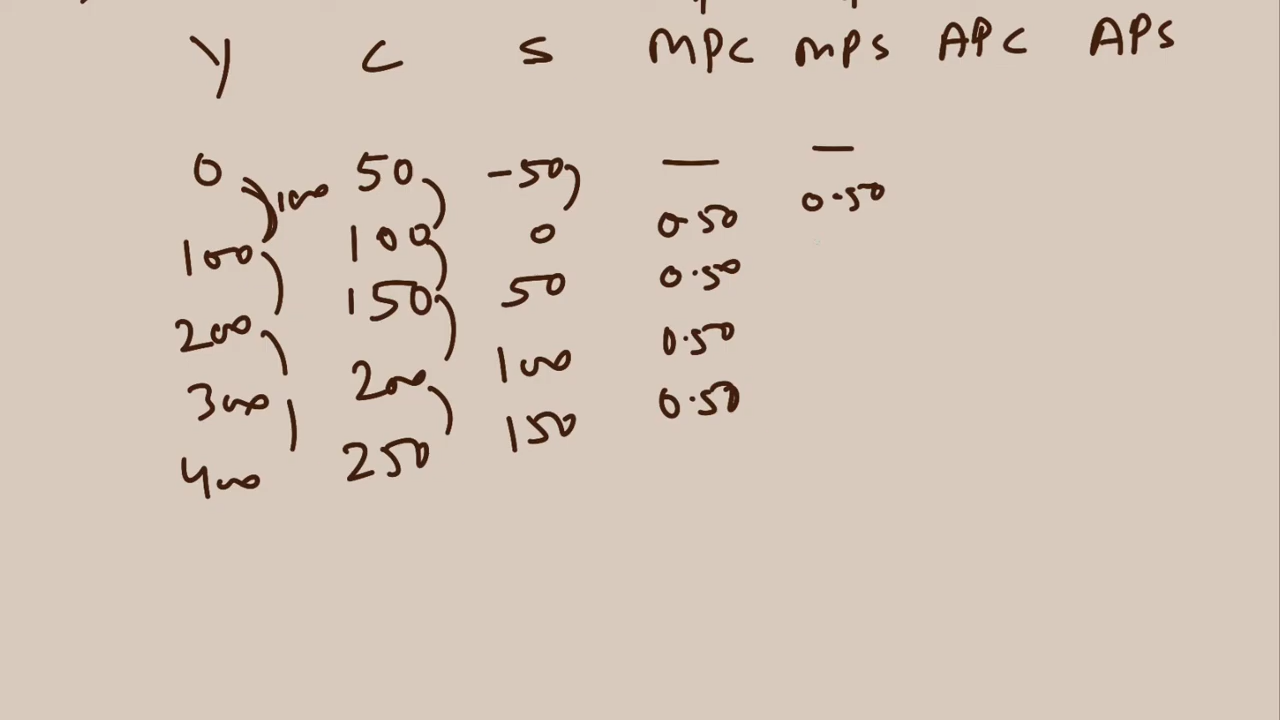 Y C S MPC MPS APC APS
0 50 -50 — —
100
100 100 0 0.50 0.50
200 150 50 0.50
300 200 100 0.50
400 250 150 0.50